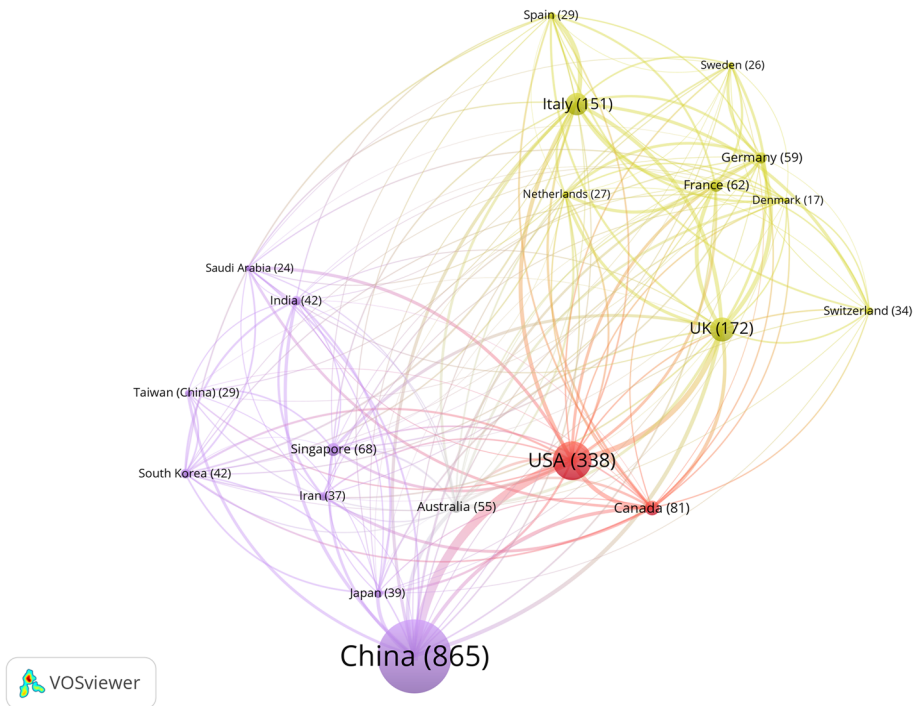 Spain (29)
Sweden (26)
Italy (151)
Germany (59)
France (62)
Netherlands (27)
Denmark (17)
Saudi Arabia (24)
India (42)
Switzerland (34)
UK (172)
Taiwan (China) (29)
Singapore (68)
USA (338)
South Korea (42)
Iran (37)
Australia (55)
Canada (81)
Japan (39)
China (865)
VOSviewer